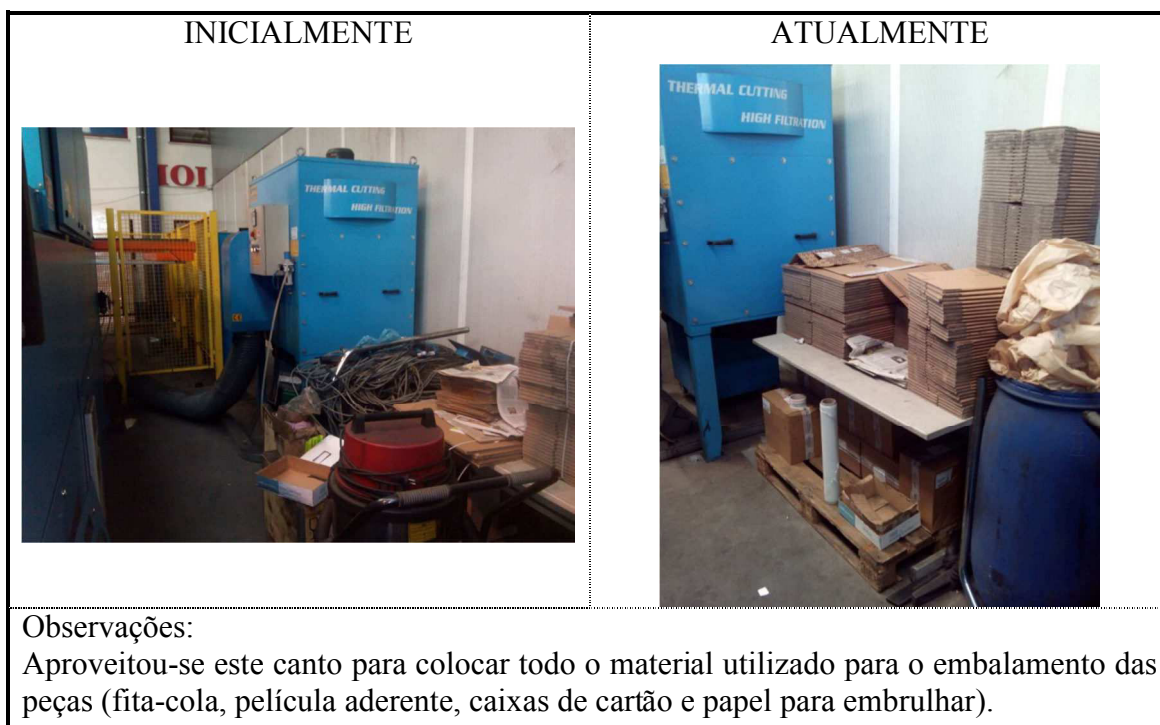 INICIALMENTE
ATUALMENTE
IOI
THERMAL CUTTING
HIGH FILTRATION
THERMAL CUTTING
HIGH FILTRATION
Observações:
Aproveitou-se este canto para colocar todo o material utilizado para o embalamento das
peças (fita-cola, película aderente, caixas de cartão e papel para embrulhar).